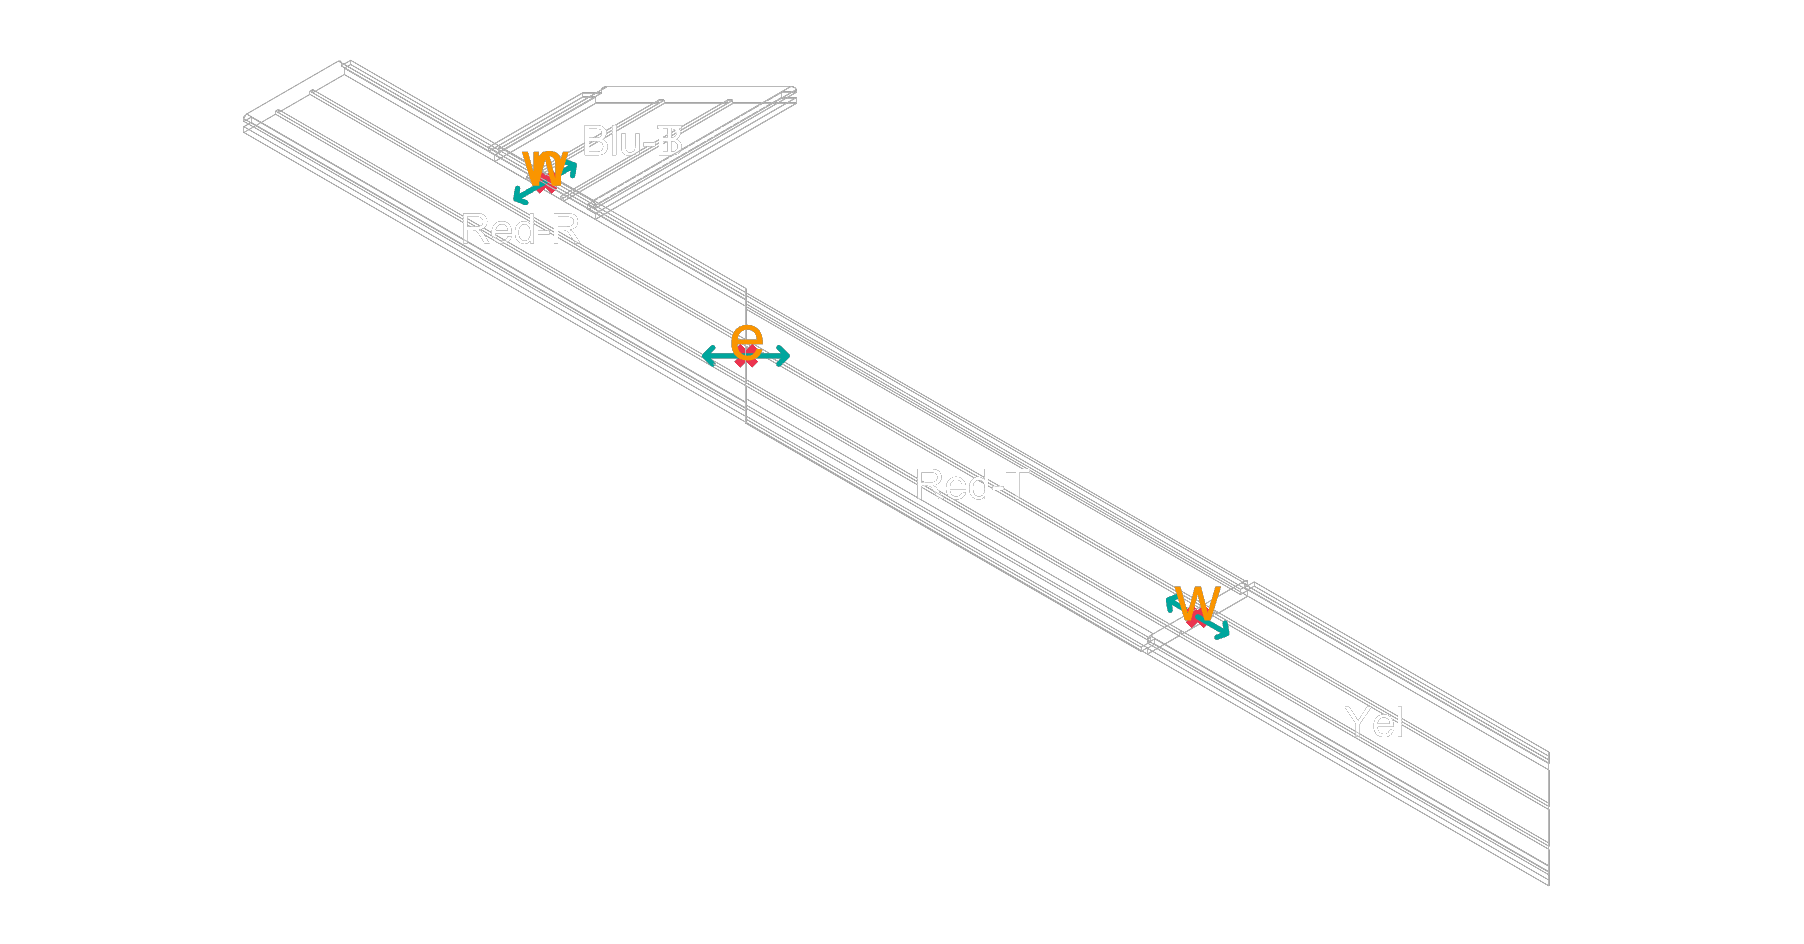 Blu-
W
Red-R
e
Red-T
W
Yel